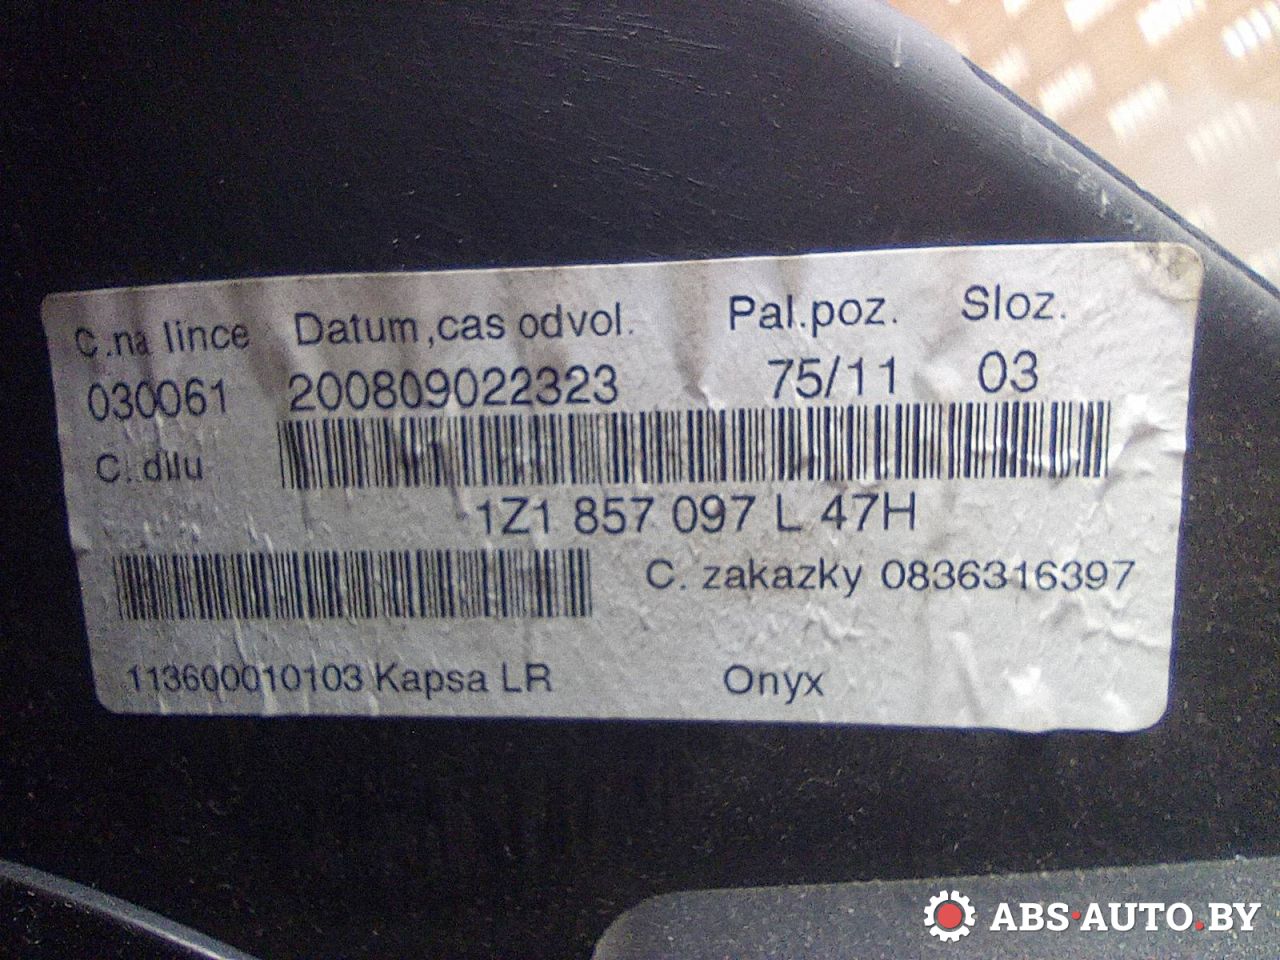 C.na lince Datum,cas odvol. Pal.poz. Sloz.
030061 200809022323 75/11 03
C. dilu
1Z1 857 097 L 47H
C. zakazky 0836316397
113600010103 Kapsa LR Onyx
ABS·AUTO.BY